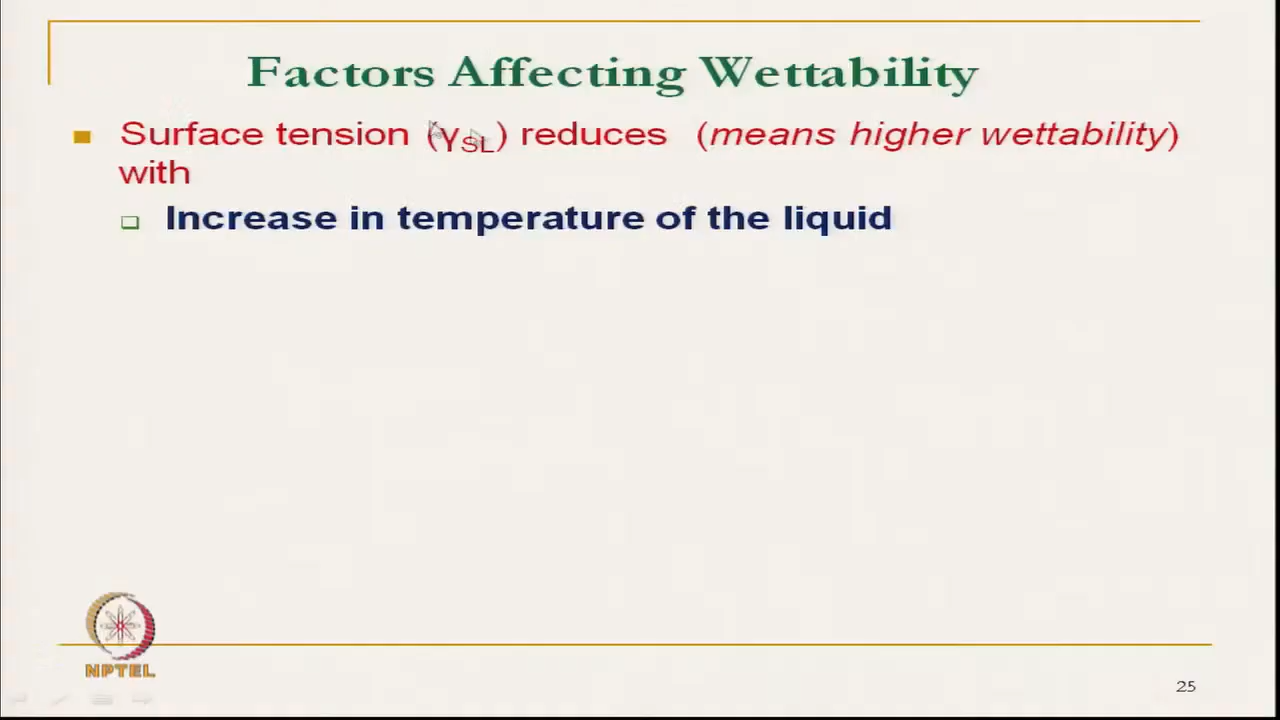 Factors Affecting Wettability
Surface tension (γSL) reduces (means higher wettability)
with
Increase in temperature of the liquid
NPTEL
25